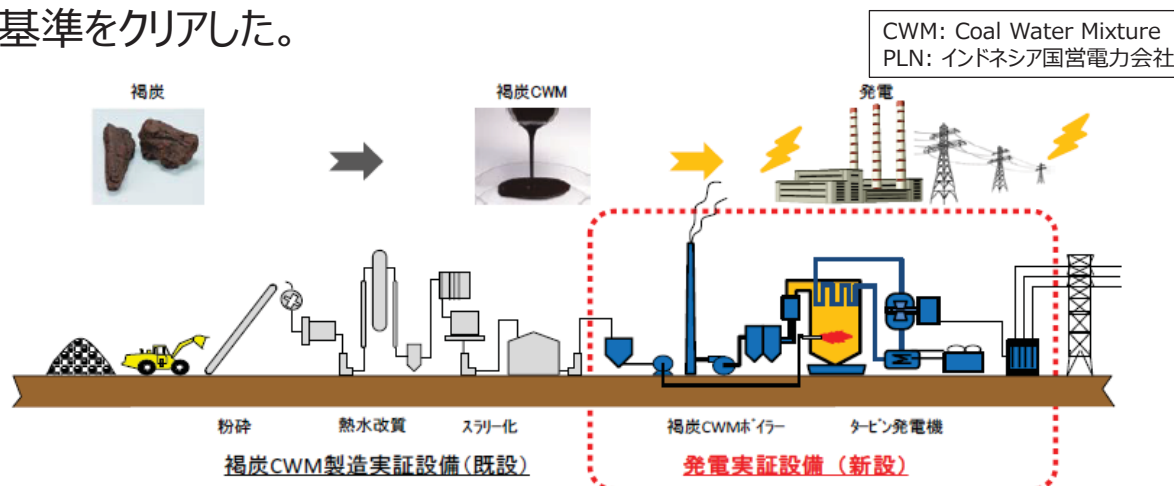 基準をクリアした。
CWM: Coal Water Mixture
PLN: インドネシア国営電力会社
褐炭
褐炭CWM
発電
粉砕
熱水改質
スラリー化
褐炭CWMボイラー
タービン発電機
褐炭CWM製造実証設備(既設)
発電実証設備(新設)